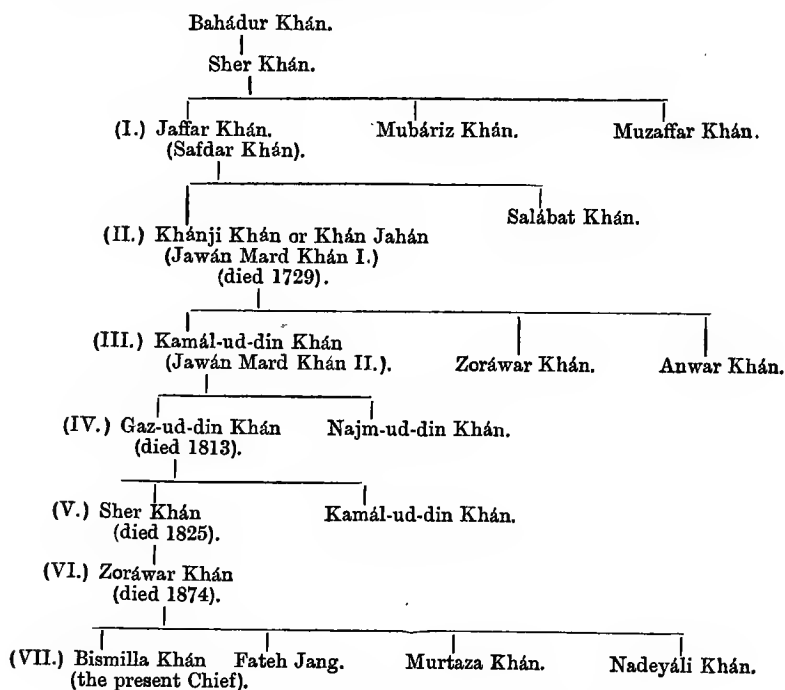 Bahádur Khán.
Sher Khán.
(I.) Jaffar Khán. Mubáriz Khán. Muzaffar Khán.
(Safdar Khán).
Salábat Khán.
(II.) Khánji Khán or Khán Jahán
(Jawán Mard Khán I.)
(died 1729).
(III.) Kamál-ud-din Khán
(Jawán Mard Khán II.). Zoráwar Khán. Anwar Khán.
(IV.) Gaz-ud-din Khán Najm-ud-din Khán.
(died 1813).
(V.) Sher Khán Kamál-ud-din Khán.
(died 1825).
(VI.) Zoráwar Khán
(died 1874).
(VII.) Bismilla Khán Fateh Jang. Murtaza Khán. Nadeyáli Khán.
(the present Chief).